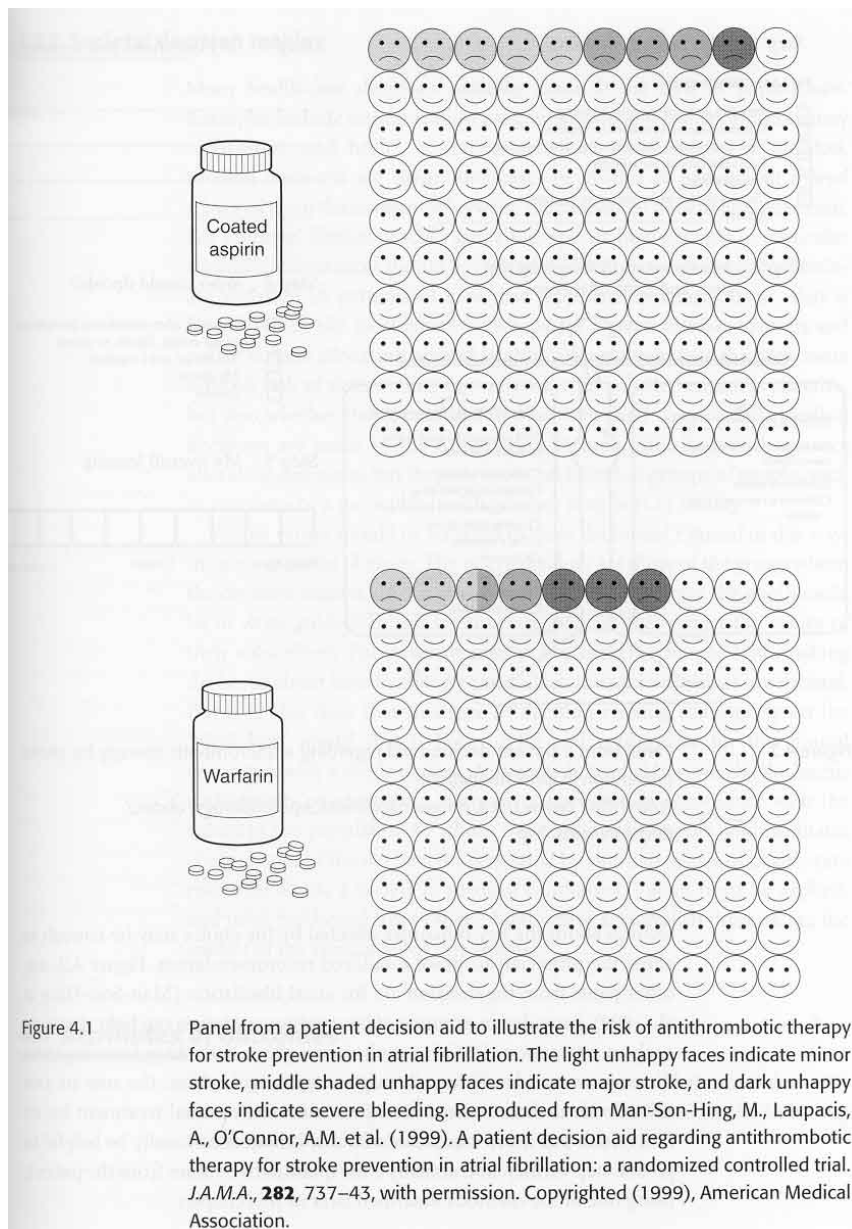 Coated
aspirin
Warfarin
Figure 4.1 Panel from a patient decision aid to illustrate the risk of antithrombotic therapy
for stroke prevention in atrial fibrillation. The light unhappy faces indicate minor
stroke, middle shaded unhappy faces indicate major stroke, and dark unhappy
faces indicate severe bleeding. Reproduced from Man-Son-Hing, M., Laupacis,
A., O'Connor, A.M. et al. (1999). A patient decision aid regarding antithrombotic
therapy for stroke prevention in atrial fibrillation: a randomized controlled trial.
J.A.M.A., 282, 737–43, with permission. Copyrighted (1999), American Medical
Association.